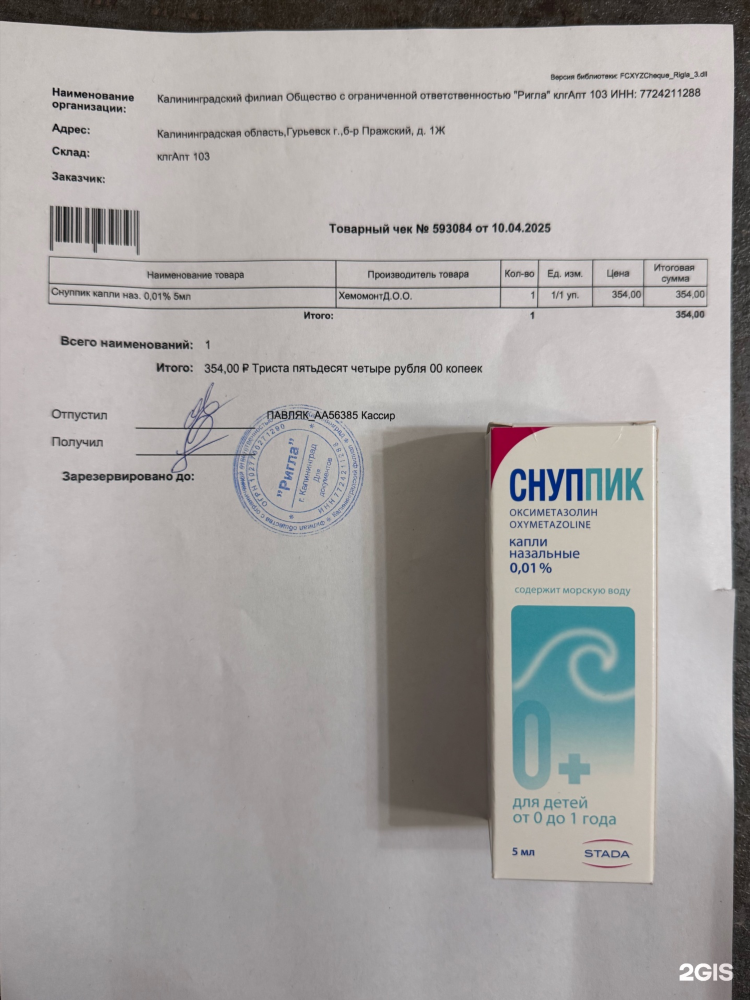 Версия библиотеки: FCXYZCheque_Rigla_3.dll
Наименование организации: Калининградский филиал Общество с ограниченной ответственностью "Ригла" клгАпт 103 ИНН: 7724211288
Адрес: Калининградская область,Гурьевск г.,б-р Пражский, д. 1Ж
Склад: клгАпт 103
Заказчик:
Товарный чек № 593084 от 10.04.2025
Наименование товара Производитель товара Кол-во Ед. изм. Цена Итоговая сумма
Снуппик капли наз. 0,01% 5мл ХемомонтД.О.О. 1 1/1 уп. 354,00 354,00
Итого: 1 354,00
Всего наименований: 1
Итого: 354,00 ₽ Триста пятьдесят четыре рубля 00 копеек
Отпустил ПАВЛЯК_АА56385 Кассир
Получил
Зарезервировано до:
"Ригла"
г. Калининград
Для документов
СНУППИК
ОКСИМЕТАЗОЛИН
OXYMETAZOLINE
капли
назальные
0,01%
содержит морскую воду
0+
для детей
от 0 до 1 года
5 мл
STADA
2GIS